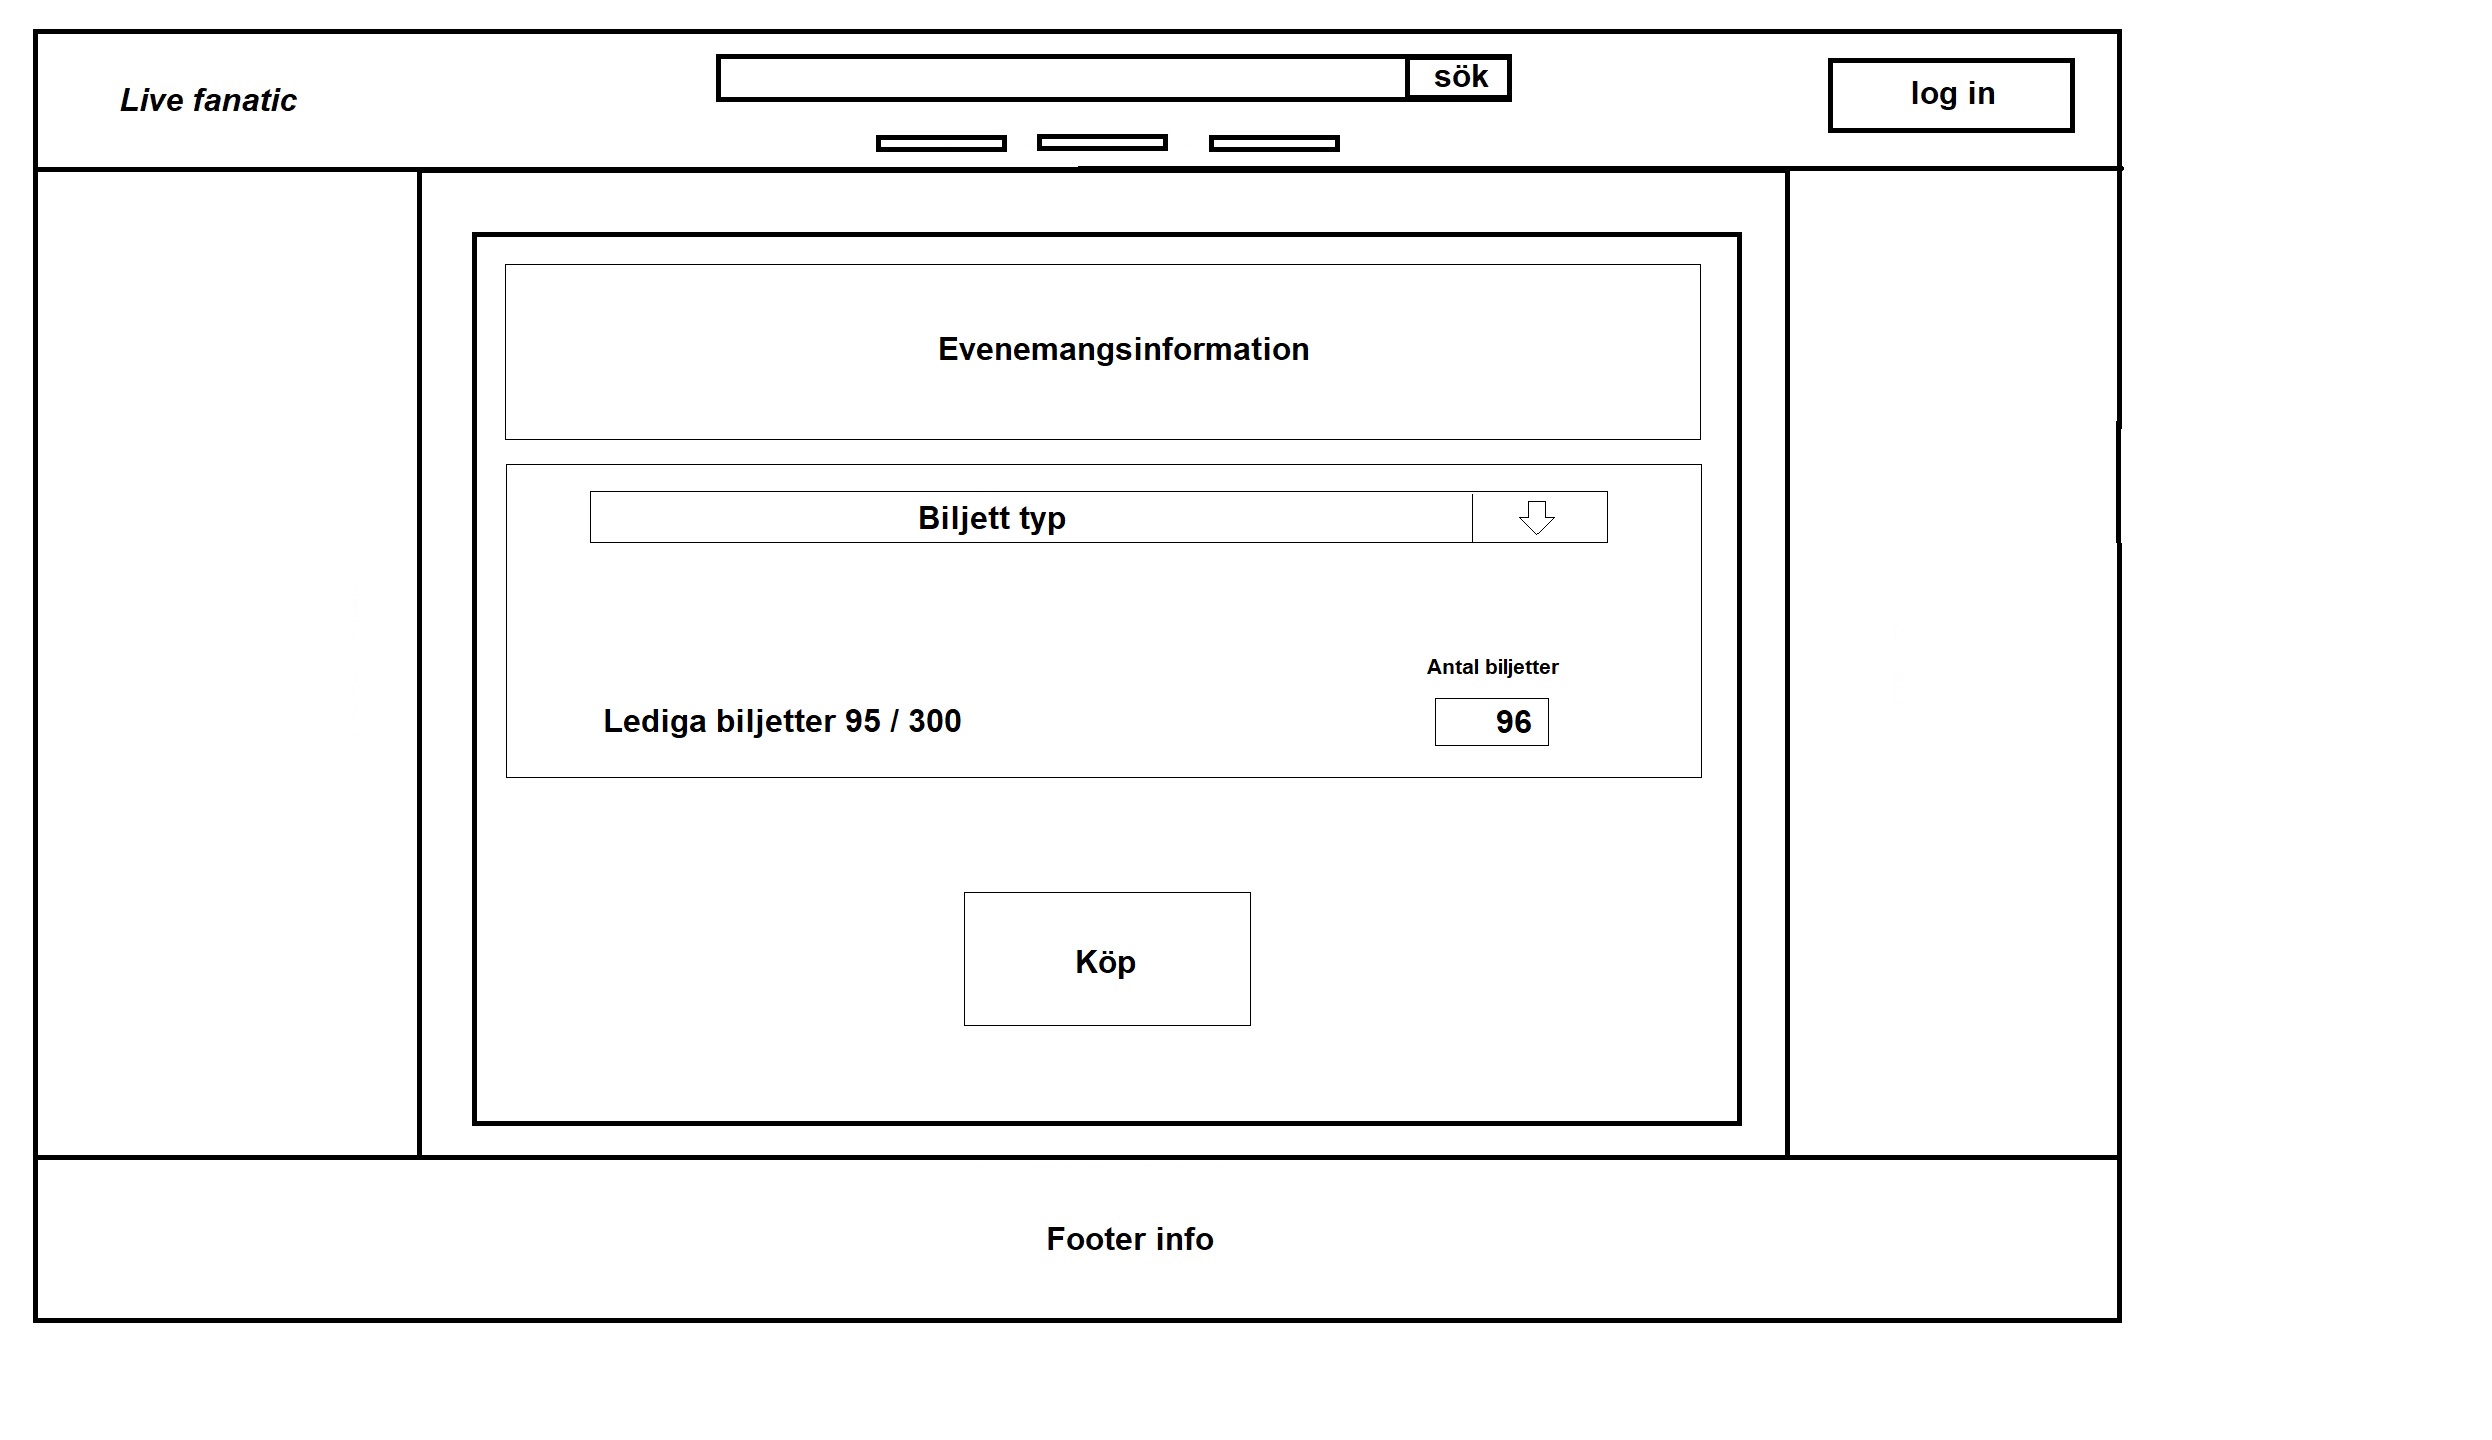 Live fanatic
sök
log in
Evenemangsinformation
Biljett typ
Antal biljetter
Lediga biljetter 95 / 300
96
Köp
Footer info